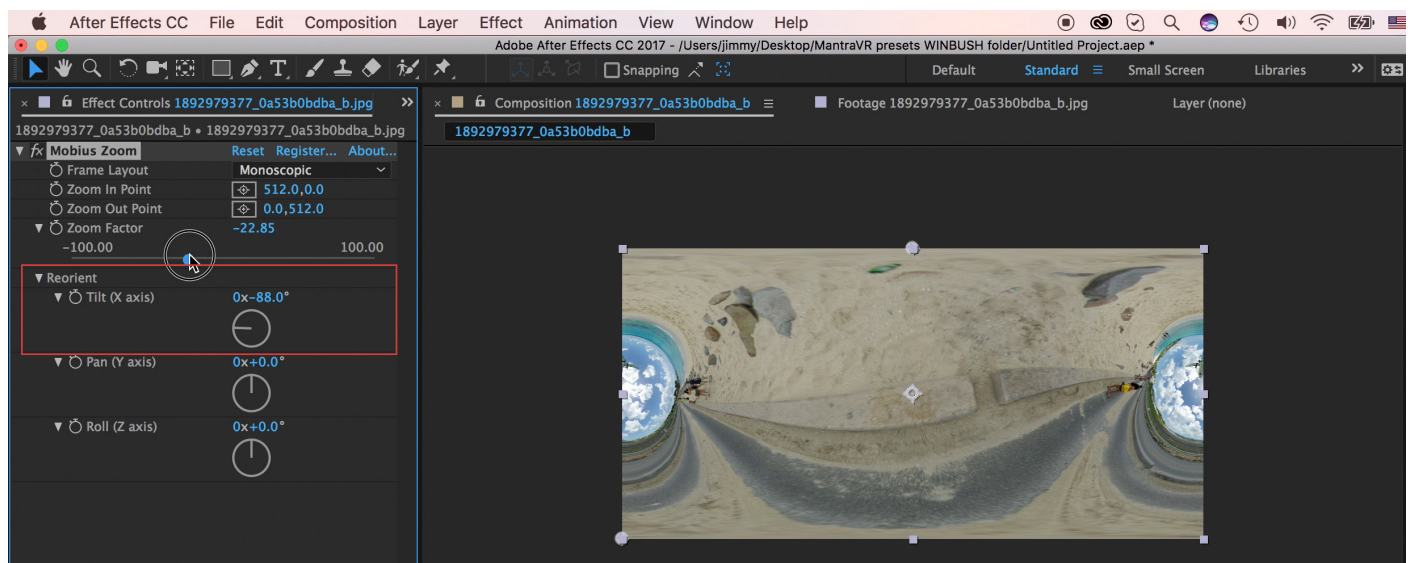 After Effects CC File Edit Composition Layer Effect Animation View Window Help
Adobe After Effects CC 2017 - /Users/jimmy/Desktop/MantraVR presets WINBUSH folder/Untitled Project.aep *
T Snapping Default Standard Small Screen Libraries >>
× Effect Controls 1892979377_0a53b0bdba_b.jpg >> × Composition 1892979377_0a53b0bdba_b Footage 1892979377_0a53b0bdba_b.jpg Layer (none)
1892979377_0a53b0bdba_b • 1892979377_0a53b0bdba_b.jpg 1892979377_0a53b0bdba_b
fx Mobius Zoom Reset Register... About...
Frame Layout Monoscopic
Zoom In Point 512.0,0.0
Zoom Out Point 0.0,512.0
Zoom Factor -22.85
-100.00 100.00
Reorient
Tilt (X axis) 0x-88.0°
Pan (Y axis) 0x+0.0°
Roll (Z axis) 0x+0.0°